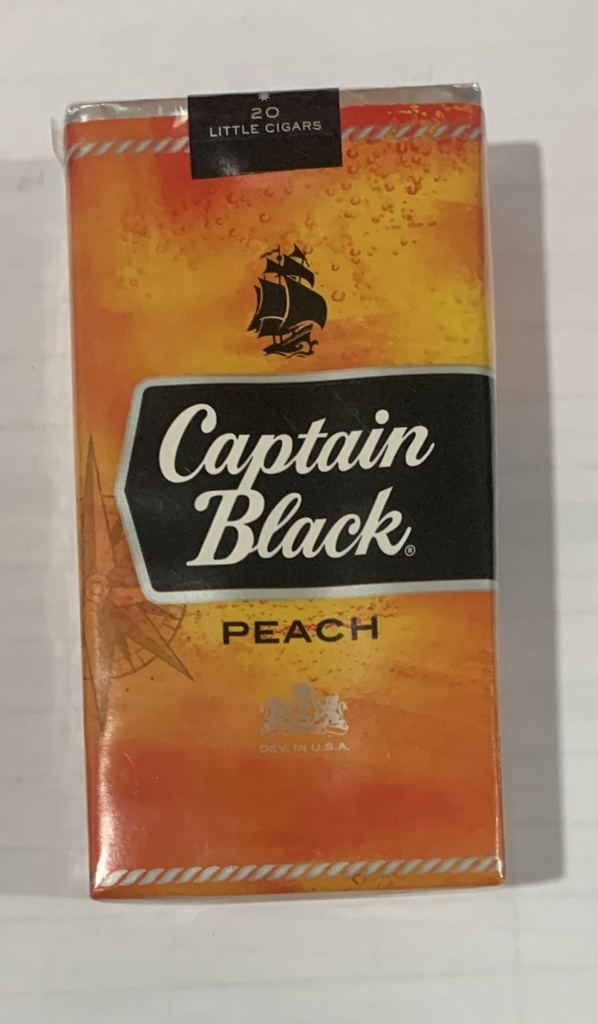 20
LITTLE CIGARS
Captain
Black®
PEACH
DEV. IN U.S.A.